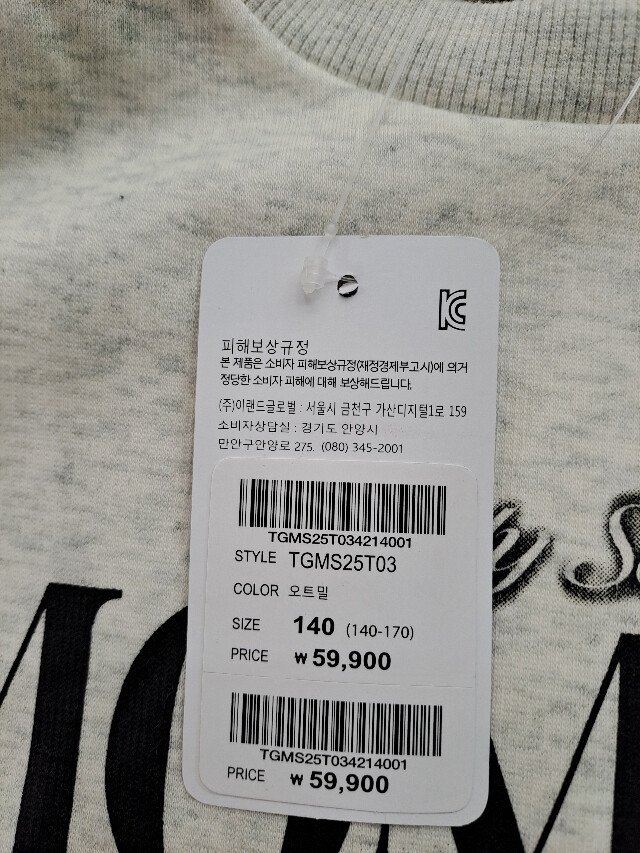 피해보상규정
본 제품은 소비자 피해보상규정(재정경제부고시)에 의거
정당한 소비자 피해에 대해 보상해드립니다.
(주)이랜드글로벌 : 서울시 금천구 가산디지털1로 159
소비자상담실 : 경기도 안양시
만안구안양로 275, (080) 345-2001
TGMS25T034214001
STYLE TGMS25T03
COLOR 오트밀
SIZE 140 (140-170)
PRICE ₩59,900
TGMS25T034214001
PRICE ₩59,900